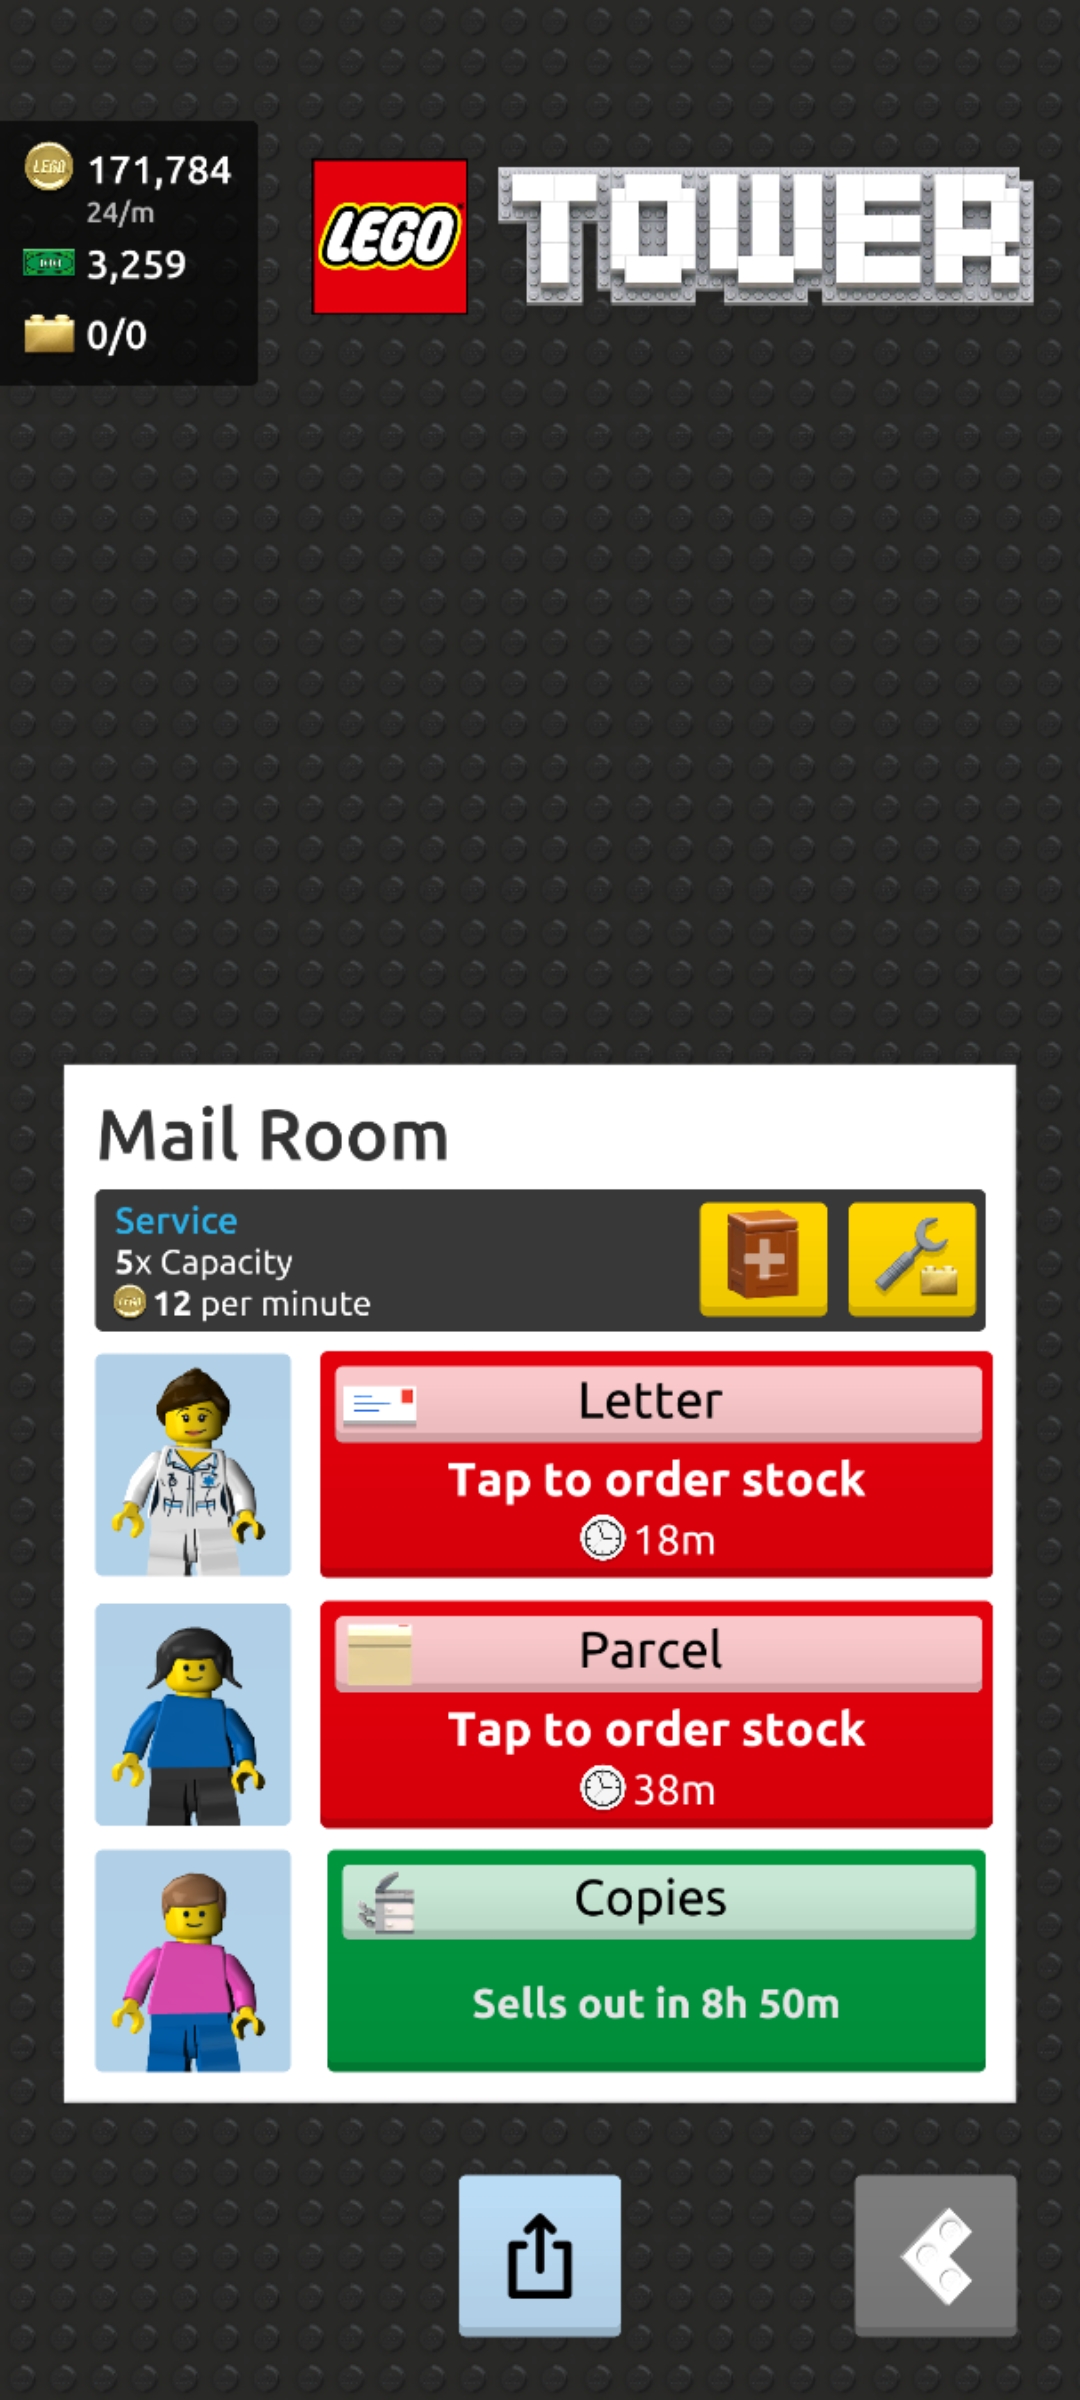 171,784
24/m
3,259
0/0
LEGO
TOWER
Mail Room
Service
5x Capacity
12 per minute
Letter
Tap to order stock
18m
Parcel
Tap to order stock
38m
Copies
Sells out in 8h 50m